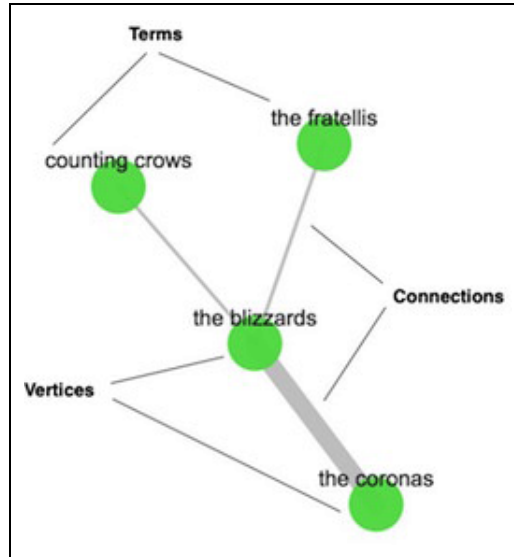 Terms
the fratellis
counting crows
Connections
the blizzards
Vertices
the coronas